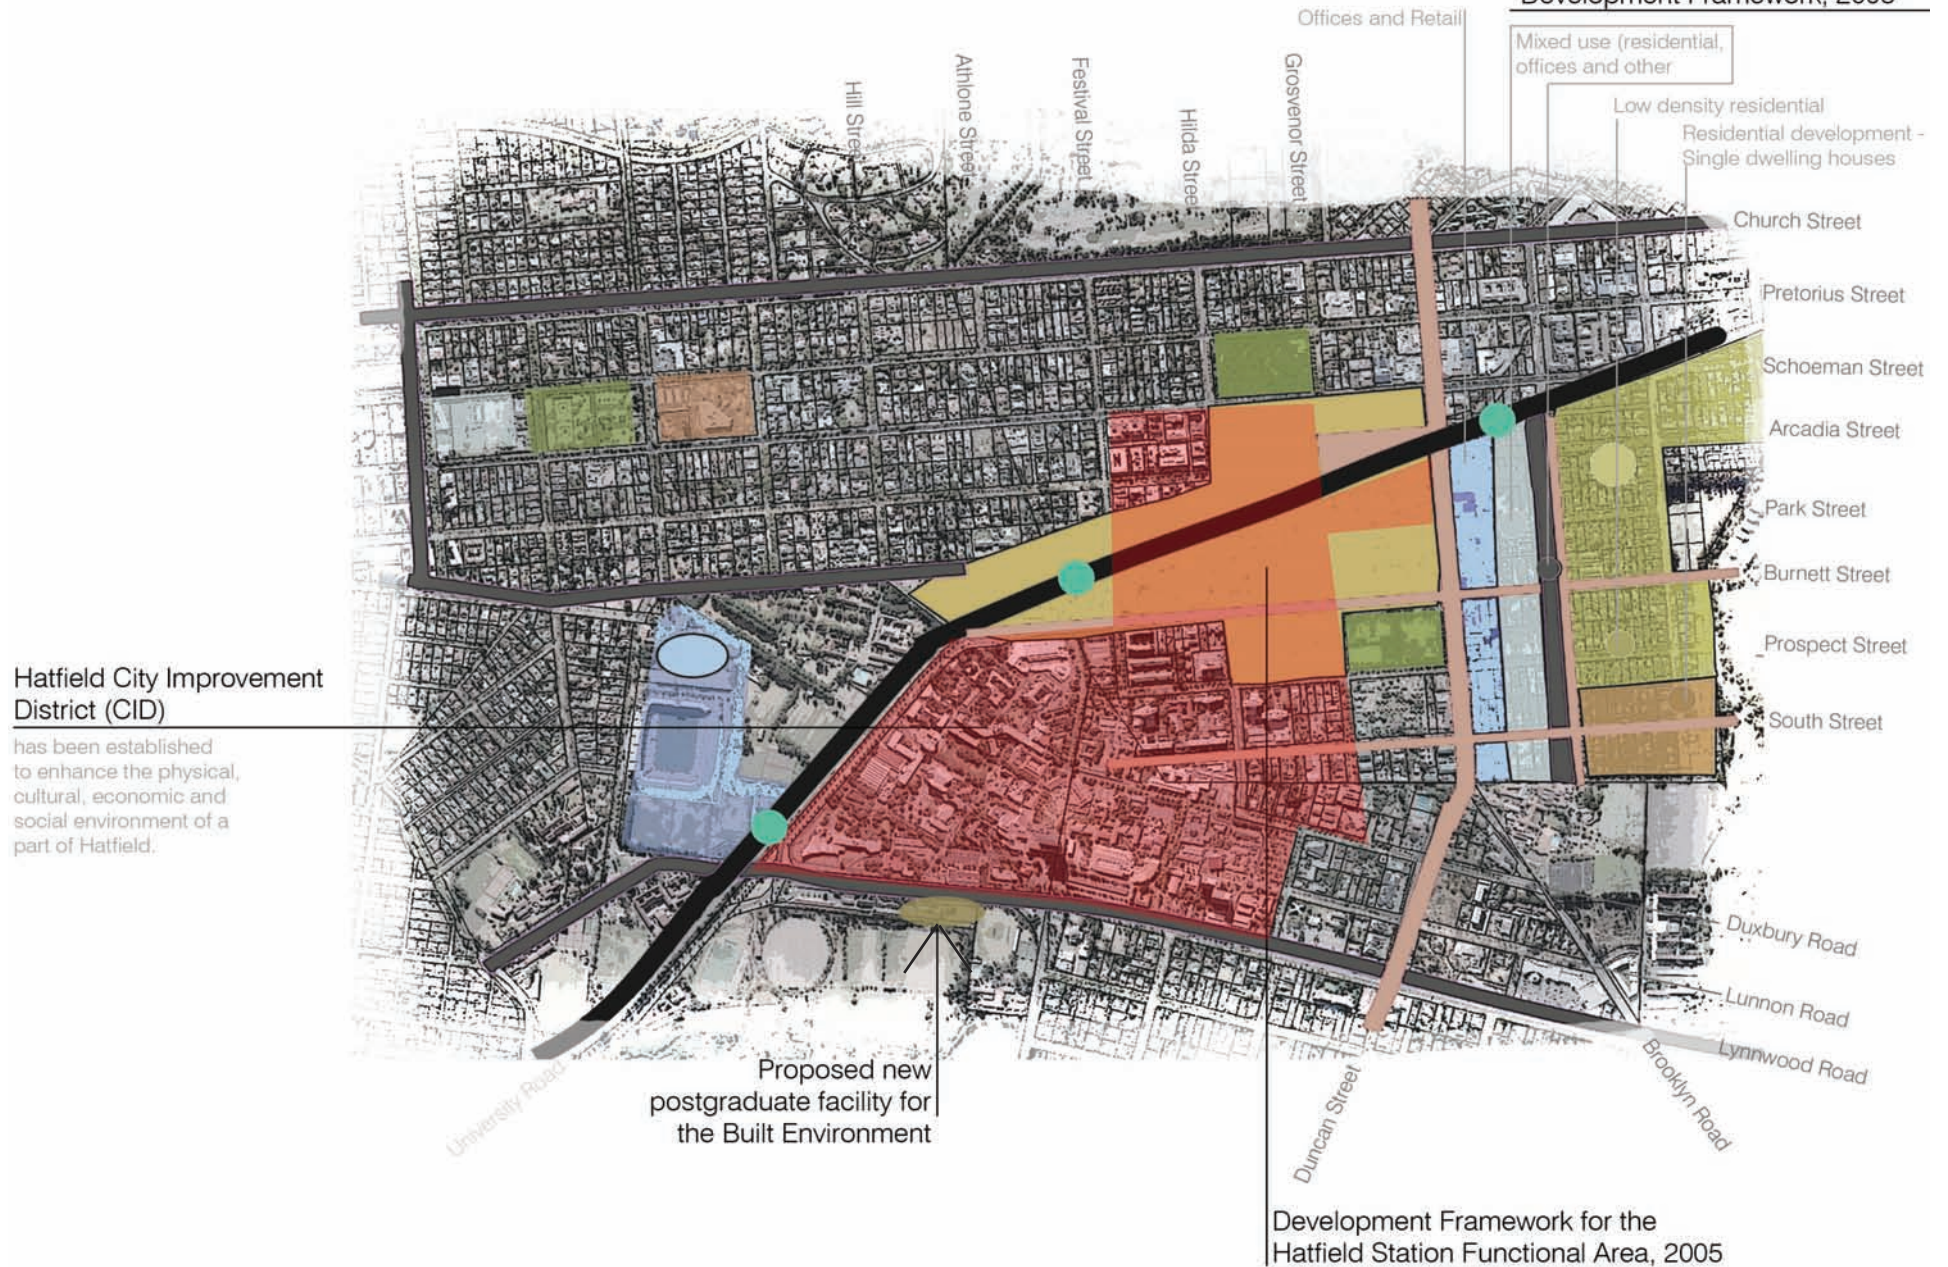 Development Framework, 2005
Offices and Retail
Mixed use (residential,
offices and other
Low density residential
Residential development -
Single dwelling houses
Hill Street
Athlone Street
Festival Street
Hilda Street
Grosvenor Street
Church Street
Pretorius Street
Schoeman Street
Arcadia Street
Park Street
Burnett Street
Prospect Street
South Street
Hatfield City Improvement
District (CID)
has been established
to enhance the physical,
cultural, economic and
social environment of a
part of Hatfield.
Duxbury Road
Lunnon Road
Lynnwood Road
Brooklyn Road
Duncan Street
University Road
Proposed new
postgraduate facility for
the Built Environment
Development Framework for the
Hatfield Station Functional Area, 2005